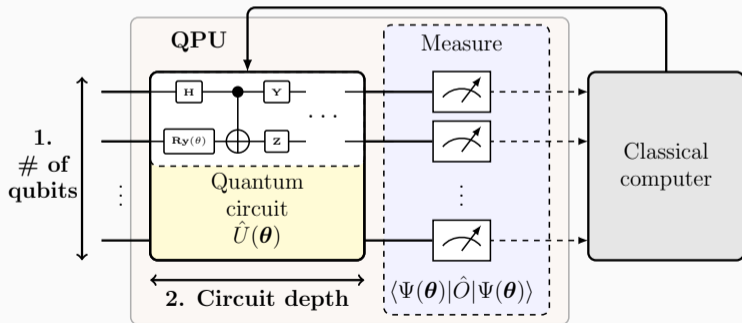 QPU
Measure
H
Y
. . .
Ry(θ)
Z
1.
# of
qubits
Quantum
circuit
Û(θ)
Classical
computer
2. Circuit depth
⟨Ψ(θ)|Ô|Ψ(θ)⟩